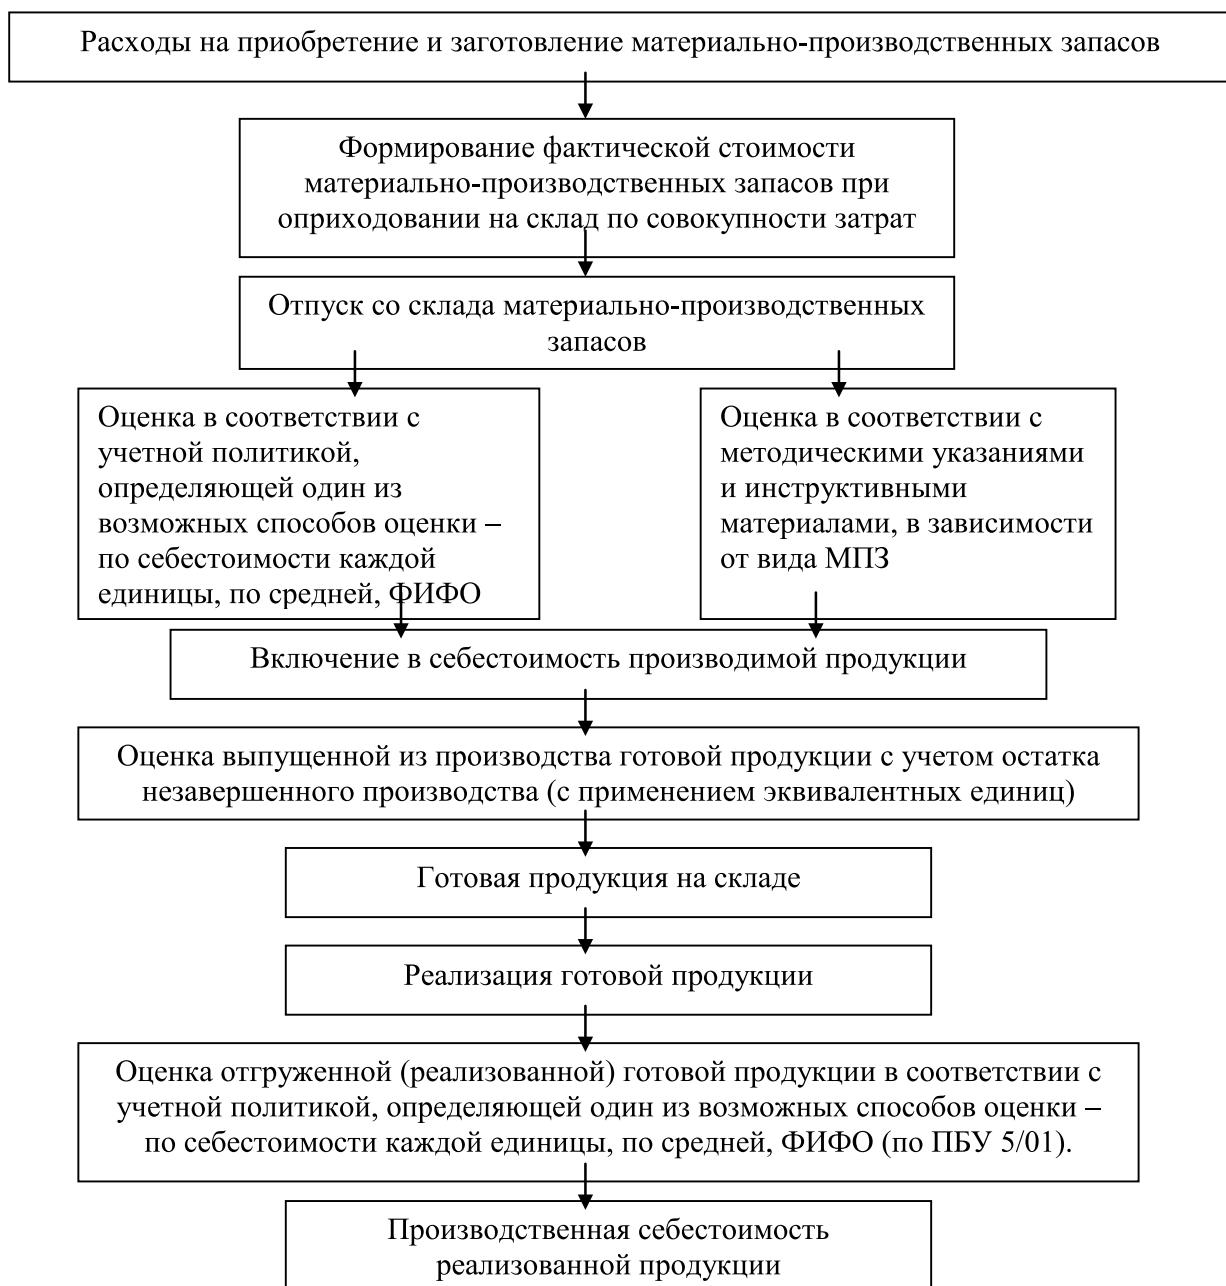 Расходы на приобретение и заготовление материально-производственных запасов
Формирование фактической стоимости
материально-производственных запасов при
оприходовании на склад по совокупности затрат
Отпуск со склада материально-производственных
запасов
Оценка в соответствии с
учетной политикой,
определяющей один из
возможных способов оценки –
по себестоимости каждой
единицы, по средней, ФИФО
Оценка в соответствии с
методическими указаниями
и инструктивными
материалами, в зависимости
от вида МПЗ
Включение в себестоимость производимой продукции
Оценка выпущенной из производства готовой продукции с учетом остатка
незавершенного производства (с применением эквивалентных единиц)
Готовая продукция на складе
Реализация готовой продукции
Оценка отгруженной (реализованной) готовой продукции в соответствии с
учетной политикой, определяющей один из возможных способов оценки –
по себестоимости каждой единицы, по средней, ФИФО (по ПБУ 5/01).
Производственная себестоимость
реализованной продукции